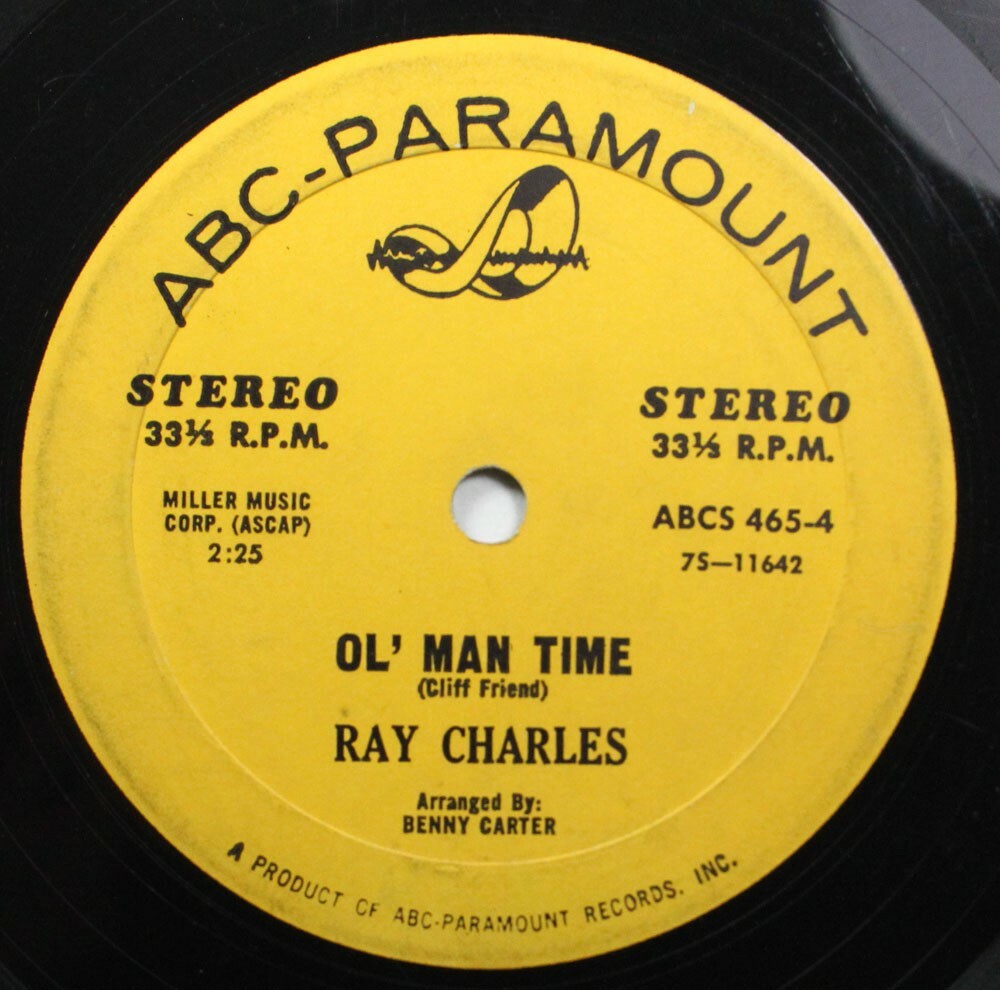 ABC-PARAMOUNT
STEREO
33⅓ R.P.M.
MILLER MUSIC
CORP. (ASCAP)
2:25
STEREO
33⅓ R.P.M.
ABCS 465-4
7S—11642
OL' MAN TIME
(Cliff Friend)
RAY CHARLES
Arranged By:
BENNY CARTER
A PRODUCT OF ABC-PARAMOUNT RECORDS, INC.